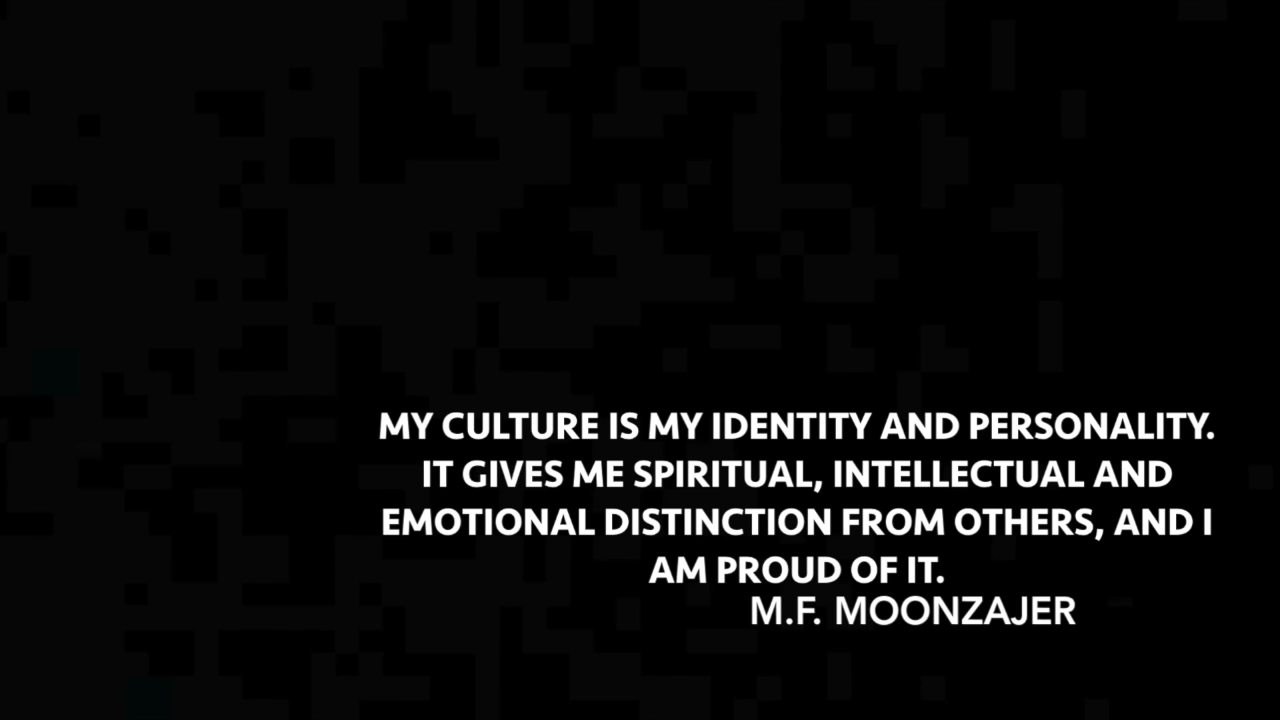 MY CULTURE IS MY IDENTITY AND PERSONALITY.
IT GIVES ME SPIRITUAL, INTELLECTUAL AND
EMOTIONAL DISTINCTION FROM OTHERS, AND I
AM PROUD OF IT.
M.F. MOONZAJER